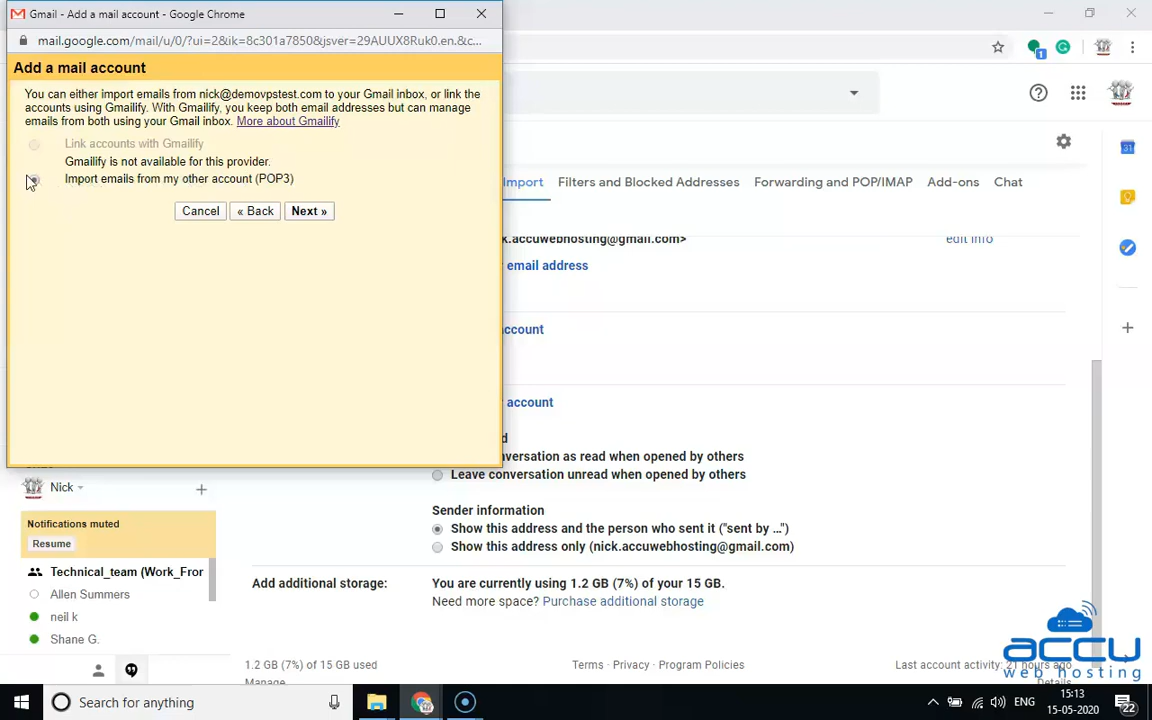 Gmail - Add a mail account - Google Chrome
mail.google.com/mail/u/0/?ui=2&ik=8c301a7850&jsver=29AUUX8Ruk0.en.&c...
1
Add a mail account
You can either import emails from nick@demovpstest.com to your Gmail inbox, or link the
accounts using Gmailify. With Gmailify, you keep both email addresses but can manage
emails from both using your Gmail inbox. More about Gmailify
Link accounts with Gmailify
Gmailify is not available for this provider.
Import emails from my other account (POP3)
Cancel « Back Next »
31
Import Filters and Blocked Addresses Forwarding and POP/IMAP Add-ons Chat
k.accuwebhosting@gmail.com> edit info
email address
account
account
d
conversation as read when opened by others
Leave conversation unread when opened by others
Nick
Sender information
Notifications muted
Show this address and the person who sent it ("sent by ...")
Resume
Show this address only (nick.accuwebhosting@gmail.com)
Technical_team (Work_Fror
Add additional storage: You are currently using 1.2 GB (7%) of your 15 GB.
Allen Summers
Need more space? Purchase additional storage
neil k
Shane G.
accu
web hosting
1.2 GB (7%) of 15 GB used Terms · Privacy · Program Policies Last account activity: 21 hours ago
Manage Details
Search for anything ENG 15:13
15-05-2020
22